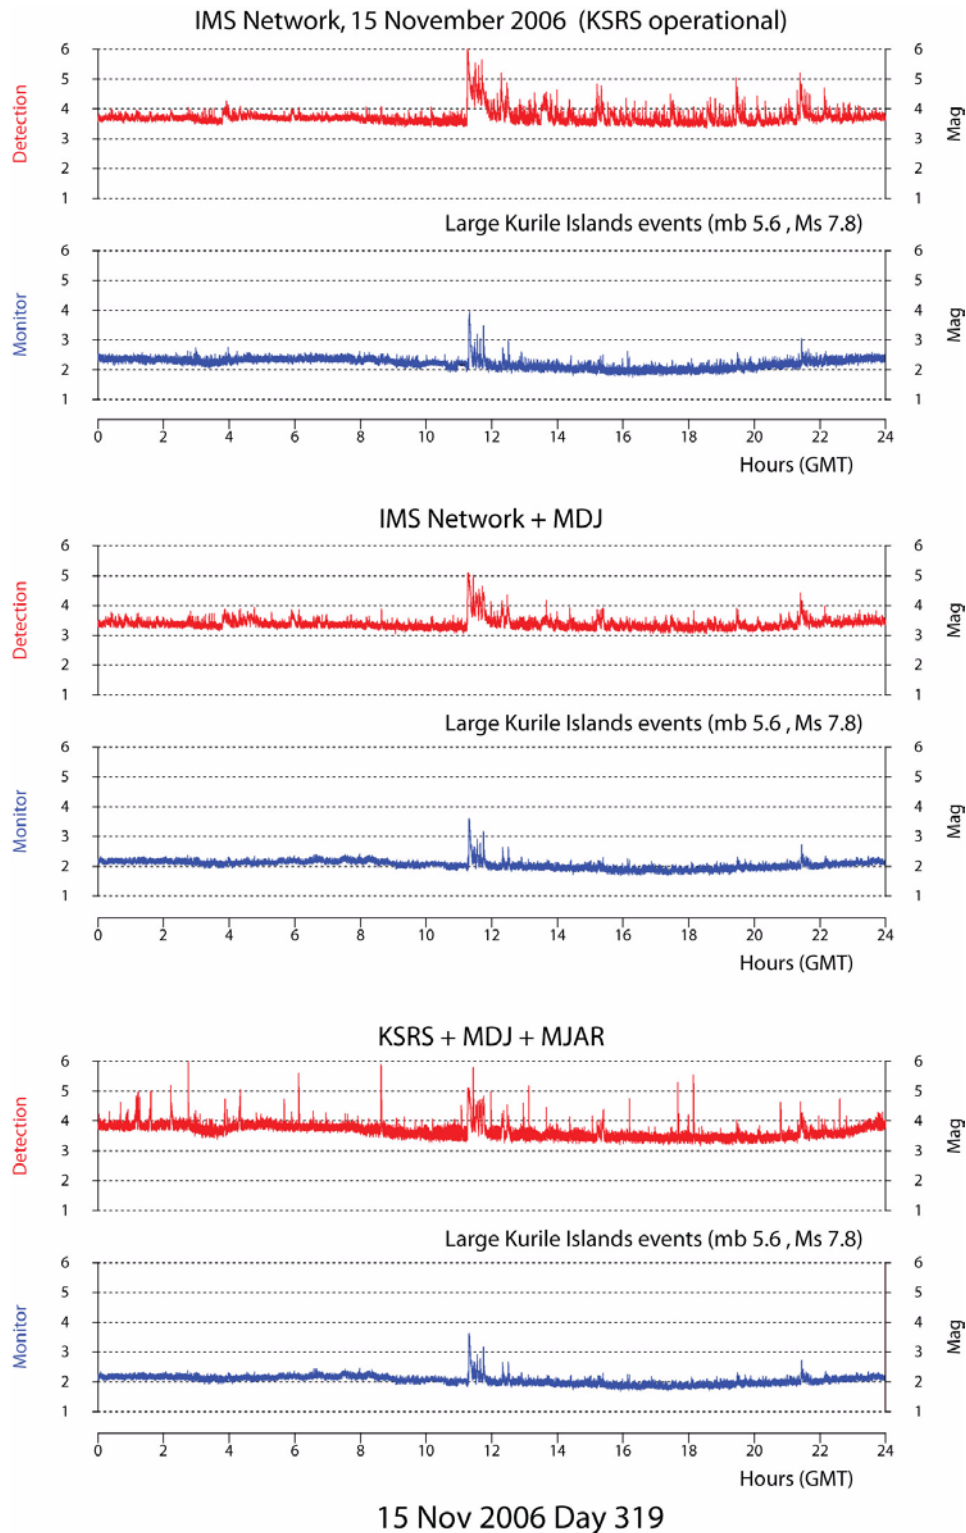 IMS Network, 15 November 2006 (KSRS operational)
Detection
6 6
5 5
4 4
3 3
2 2
1 1
Mag
Large Kurile Islands events (mb 5.6 , Ms 7.8)
Monitor
6 6
5 5
4 4
3 3
2 2
1 1
Mag
0 2 4 6 8 10 12 14 16 18 20 22 24
Hours (GMT)
IMS Network + MDJ
Detection
6 6
5 5
4 4
3 3
2 2
1 1
Mag
Large Kurile Islands events (mb 5.6 , Ms 7.8)
Monitor
6 6
5 5
4 4
3 3
2 2
1 1
Mag
0 2 4 6 8 10 12 14 16 18 20 22 24
Hours (GMT)
KSRS + MDJ + MJAR
Detection
6 6
5 5
4 4
3 3
2 2
1 1
Mag
Large Kurile Islands events (mb 5.6 , Ms 7.8)
Monitor
6 6
5 5
4 4
3 3
2 2
1 1
Mag
0 2 4 6 8 10 12 14 16 18 20 22 24
Hours (GMT)
15 Nov 2006 Day 319